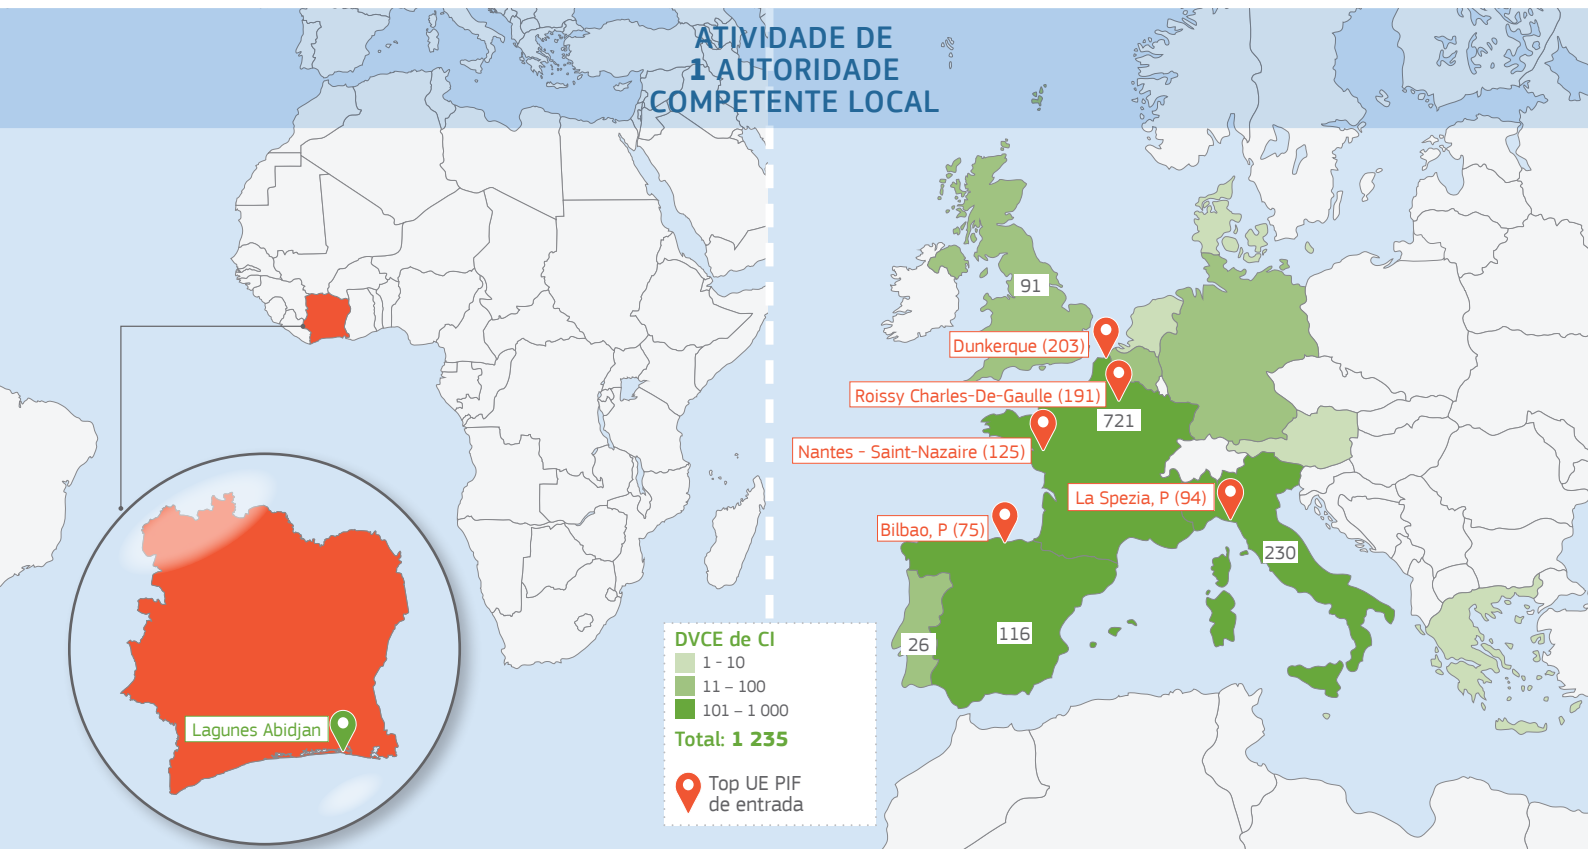 ATIVIDADE DE
1 AUTORIDADE
COMPETENTE LOCAL
91
Dunkerque (203)
Roissy Charles-De-Gaulle (191)
721
Nantes - Saint-Nazaire (125)
La Spezia, P (94)
Bilbao, P (75)
230
116
26
Lagunes Abidjan
DVCE de CI
1 - 10
11 – 100
101 – 1 000
Total: 1 235
Top UE PIF
de entrada